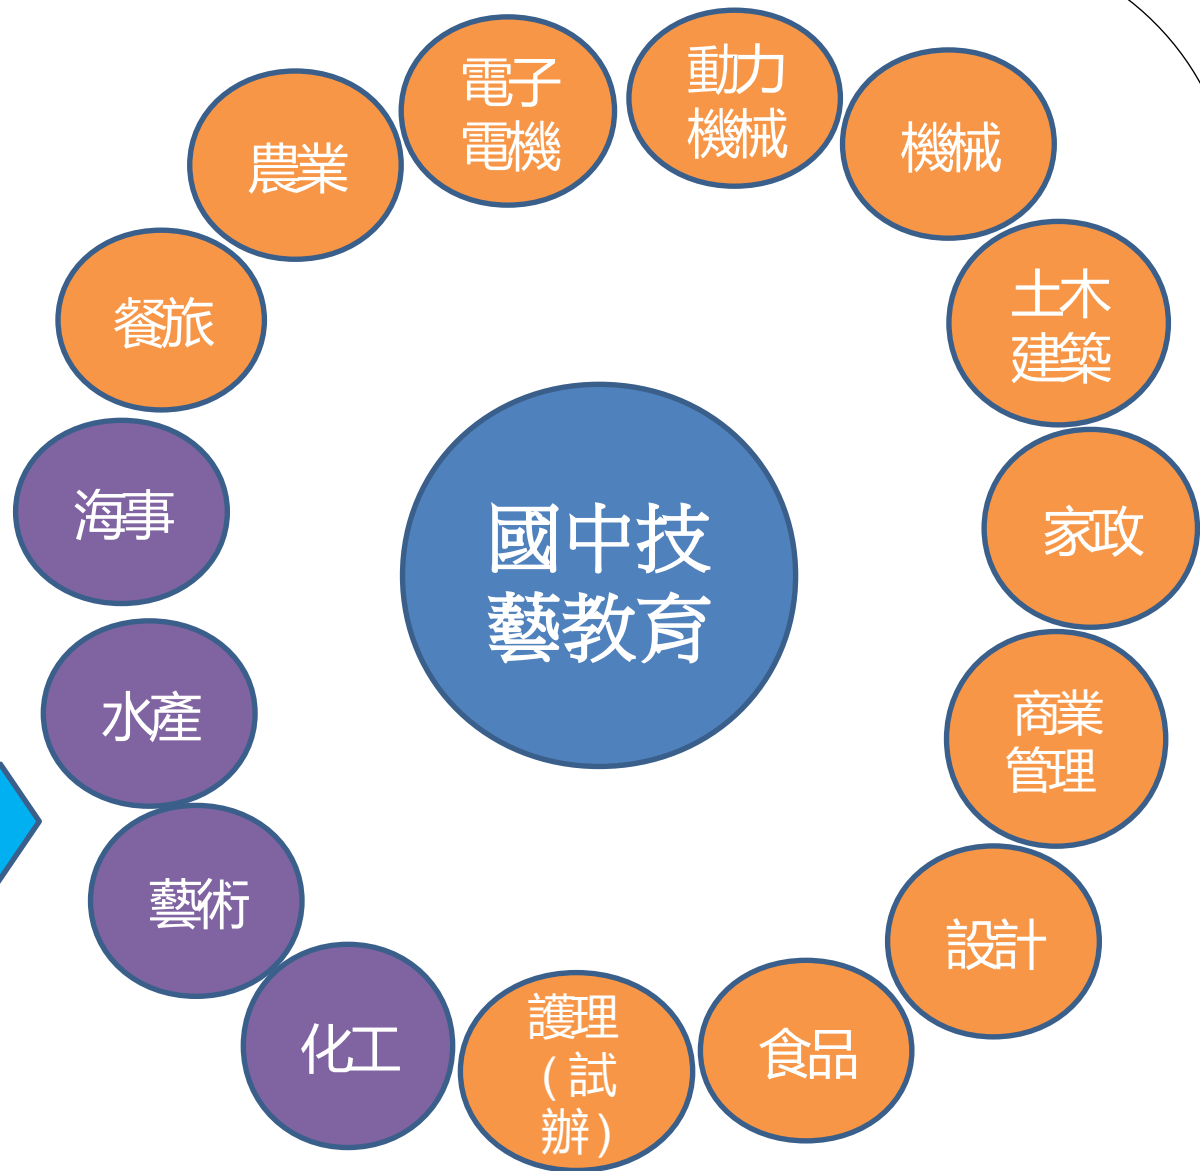 電子
電機
動力
機械
機械
農業
土木
建築
餐旅
海事
家政
國中技
藝教育
水產
商業
管理
藝術
設計
化工
護理
(試
辦)
食品